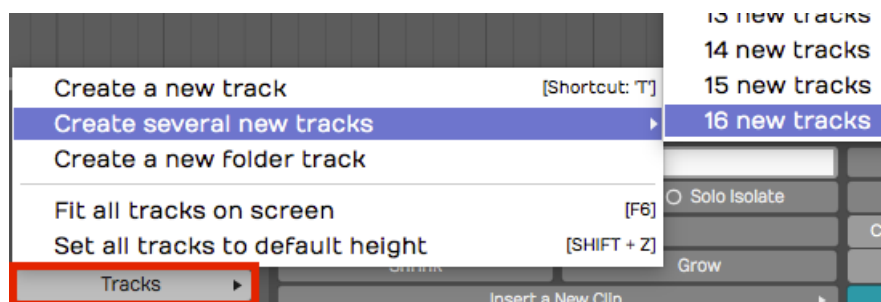 13 new tracks
14 new tracks
15 new tracks
16 new tracks
Create a new track [Shortcut: 'T']
Create several new tracks
Create a new folder track
Fit all tracks on screen [F6]
Set all tracks to default height [SHIFT + Z]
Solo Isolate
Shrink
Grow
Tracks
Insert a New Clip